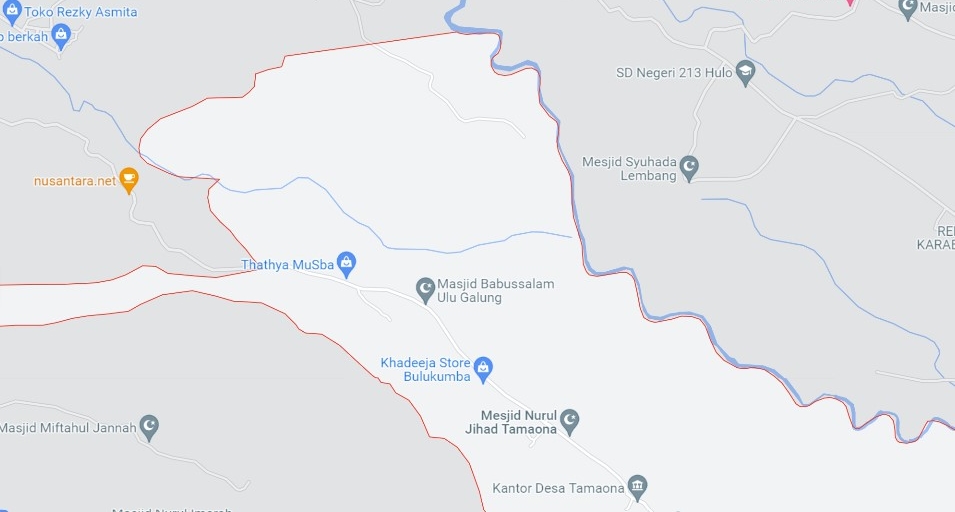 Toko Rezky Asmita
berkah
Masjid
SD Negeri 213 Hulo
Mesjid Syuhada
Lembang
nusantara.net
Thathya MuSba
Masjid Babussalam
Ulu Galung
Khadeeja Store
Bulukumba
Mesjid Nurul
Jihad Tamaona
Masjid Miftahul Jannah
Kantor Desa Tamaona